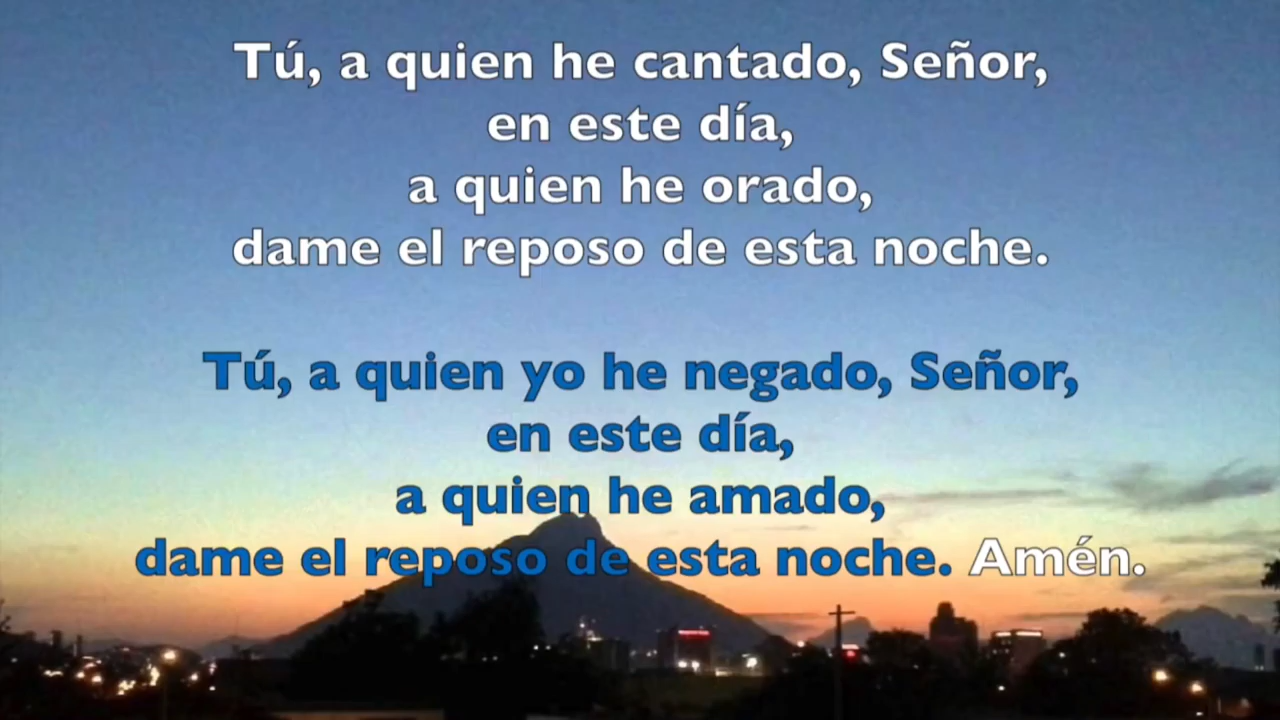 Tú, a quien he cantado, Señor,
en este día,
a quien he orado,
dame el reposo de esta noche.
Tú, a quien yo he negado, Señor,
en este día,
a quien he amado,
dame el reposo de esta noche. Amén.